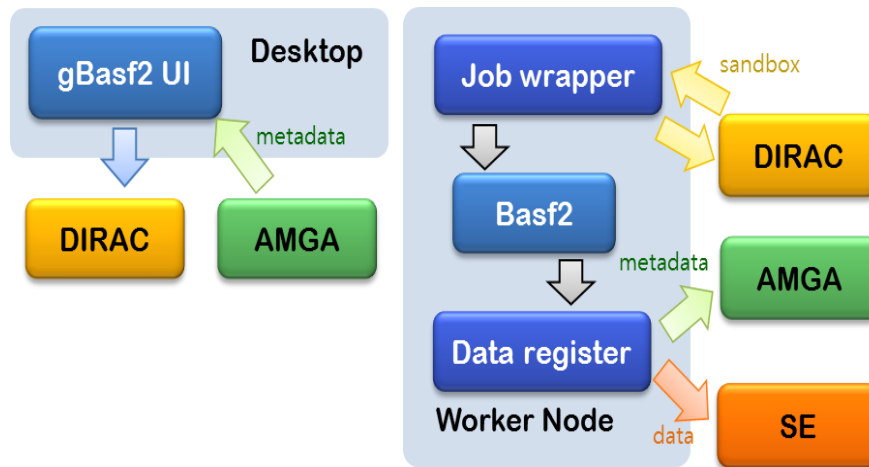 gBasf2 UI
Desktop
metadata
DIRAC
AMGA
Job wrapper
sandbox
DIRAC
Basf2
metadata
AMGA
Data register
Worker Node
data
SE